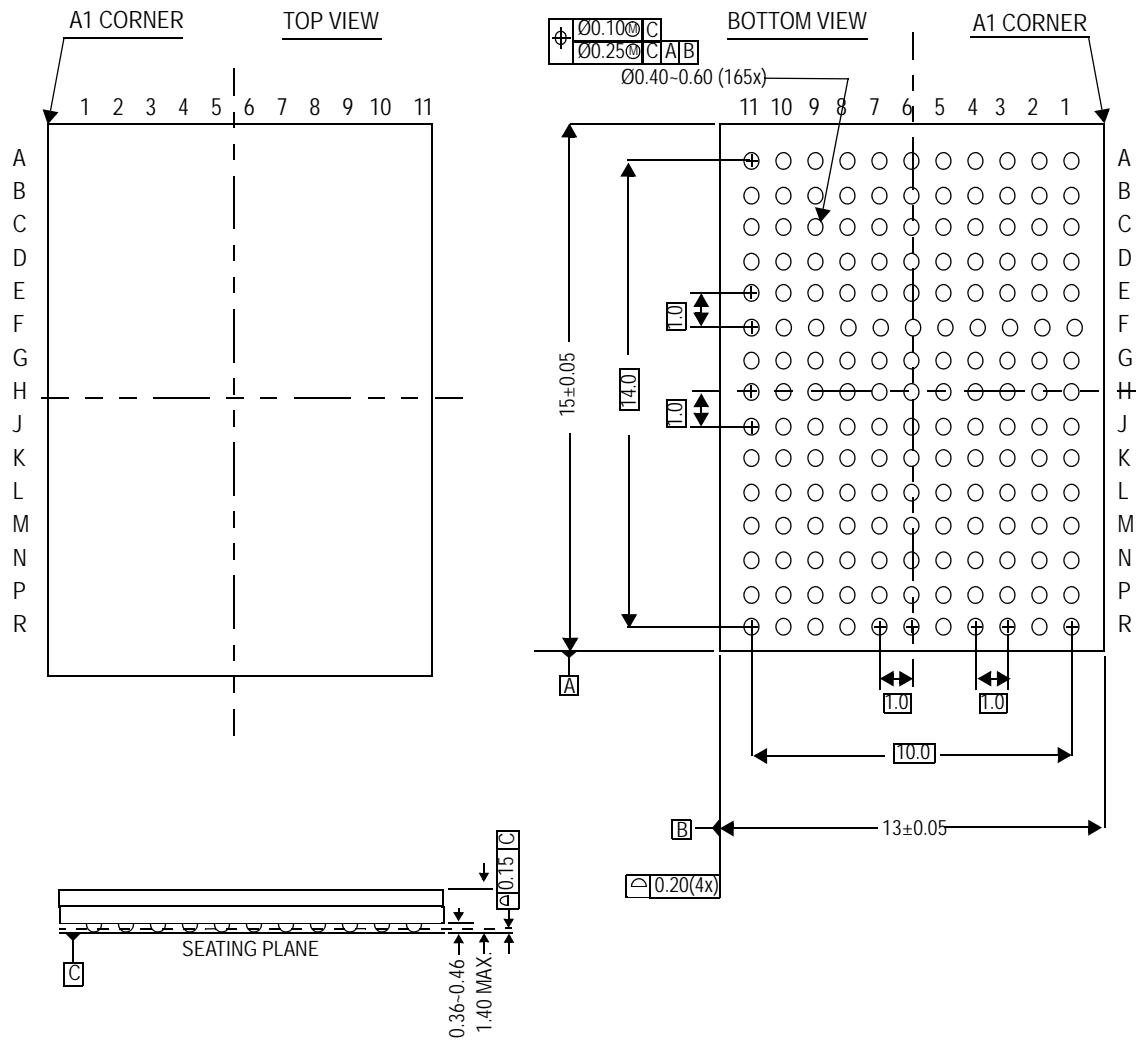 A1 CORNER
TOP VIEW
1 2 3 4 5 6 7 8 9 10 11
A
B
C
D
E
F
G
H
J
K
L
M
N
P
R
Ø0.10Ⓜ C
Ø0.25Ⓜ C A B
Ø0.40~0.60 (165x)
BOTTOM VIEW
A1 CORNER
11 10 9 8 7 6 5 4 3 2 1
A
B
C
D
E
F
G
H
J
K
L
M
N
P
R
15±0.05
14.0
1.0
1.0
A
1.0
1.0
10.0
B
13±0.05
0.20(4x)
0.15 C
SEATING PLANE
C
0.36~0.46
1.40 MAX.